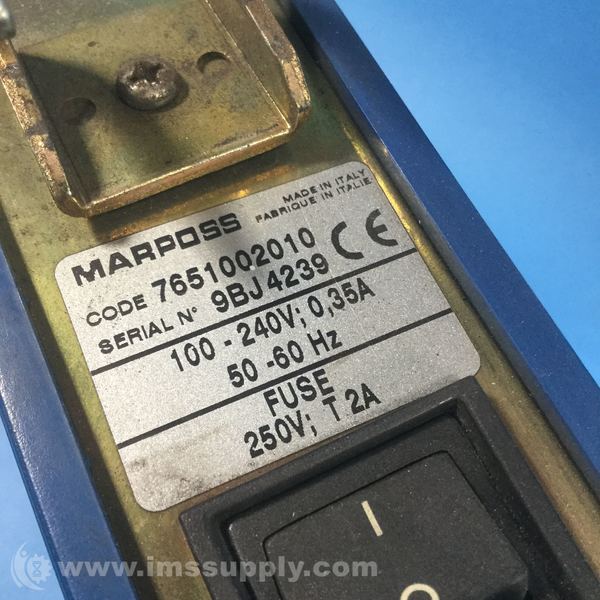 MARPOSS MADE IN ITALY
FABRIQUE IN ITALIE
CODE 7651002010 CE
SERIAL N° 9BJ4239
100 - 240V; 0,35A
50 -60 Hz
FUSE
250V; T 2A
I
O
www.imssupply.com